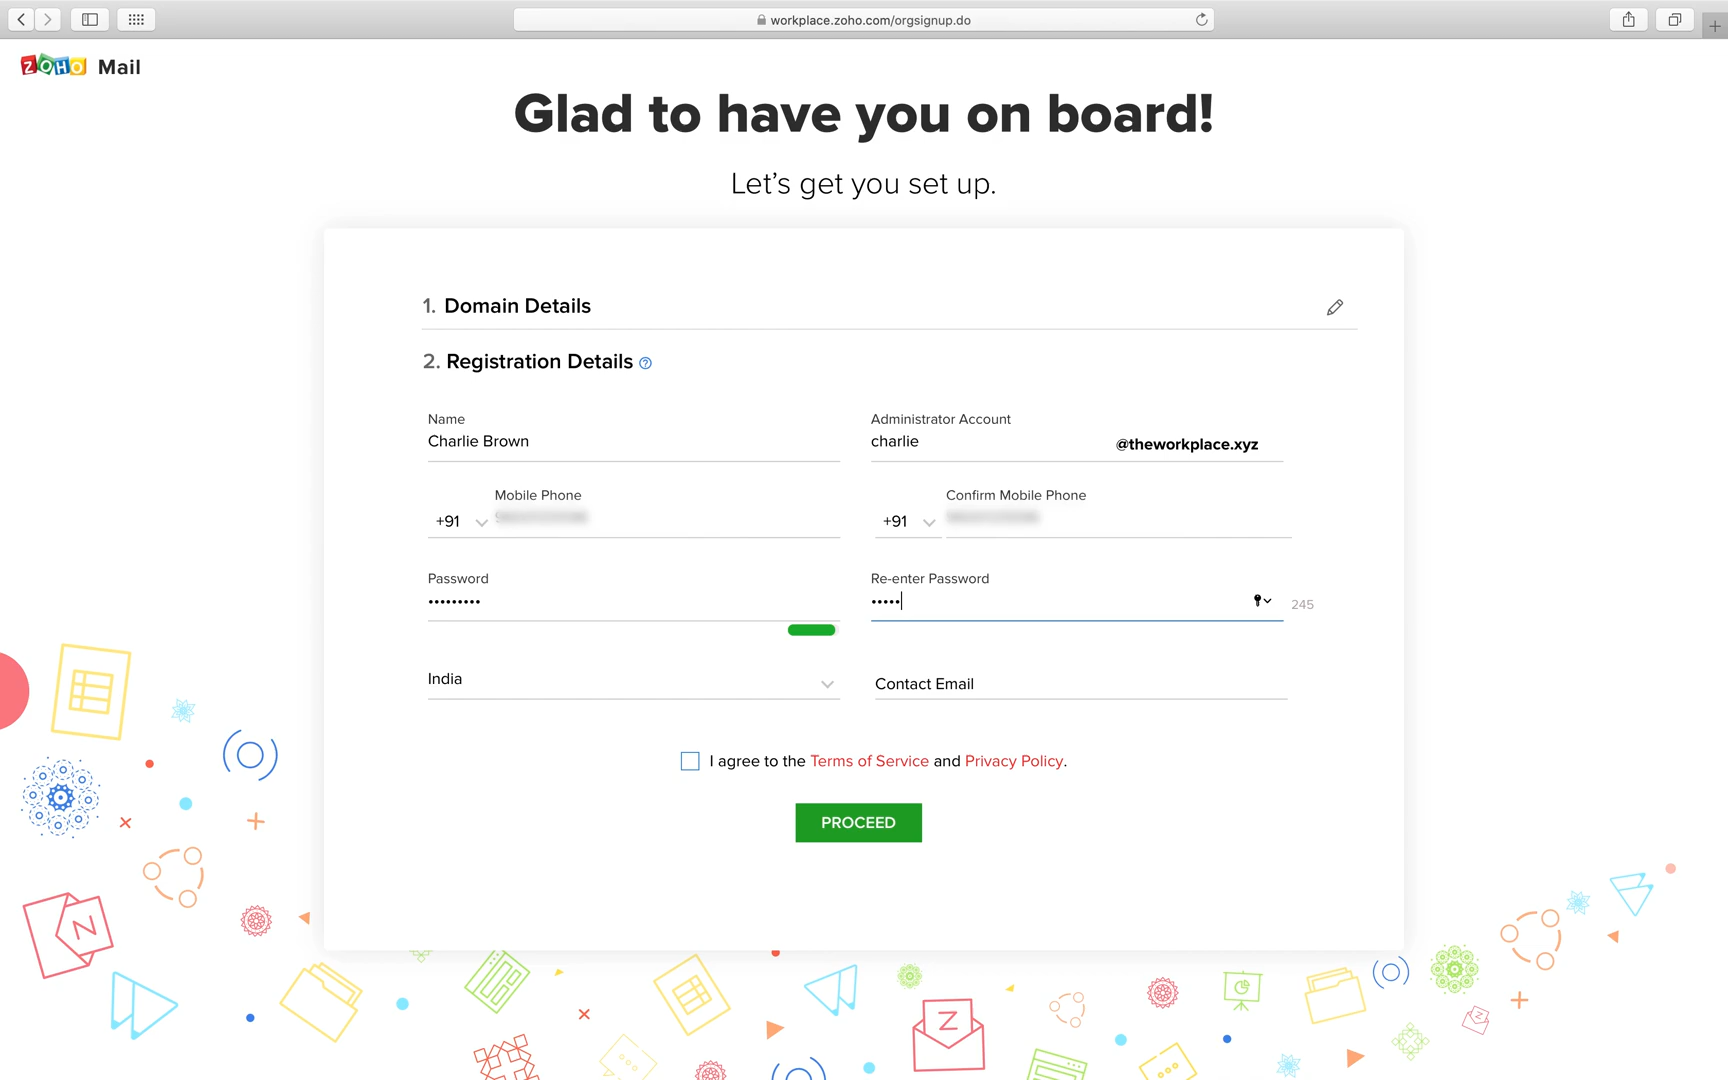 workplace.zoho.com/orgsignup.do
ZOHO Mail
Glad to have you on board!
Let's get you set up.
1. Domain Details
2. Registration Details ?
Name
Charlie Brown
Administrator Account
charlie
@theworkplace.xyz
Mobile Phone
+91
Confirm Mobile Phone
+91
Password
•••••••••
Re-enter Password
•••••
245
India
Contact Email
I agree to the Terms of Service and Privacy Policy.
PROCEED
N
Z
Z